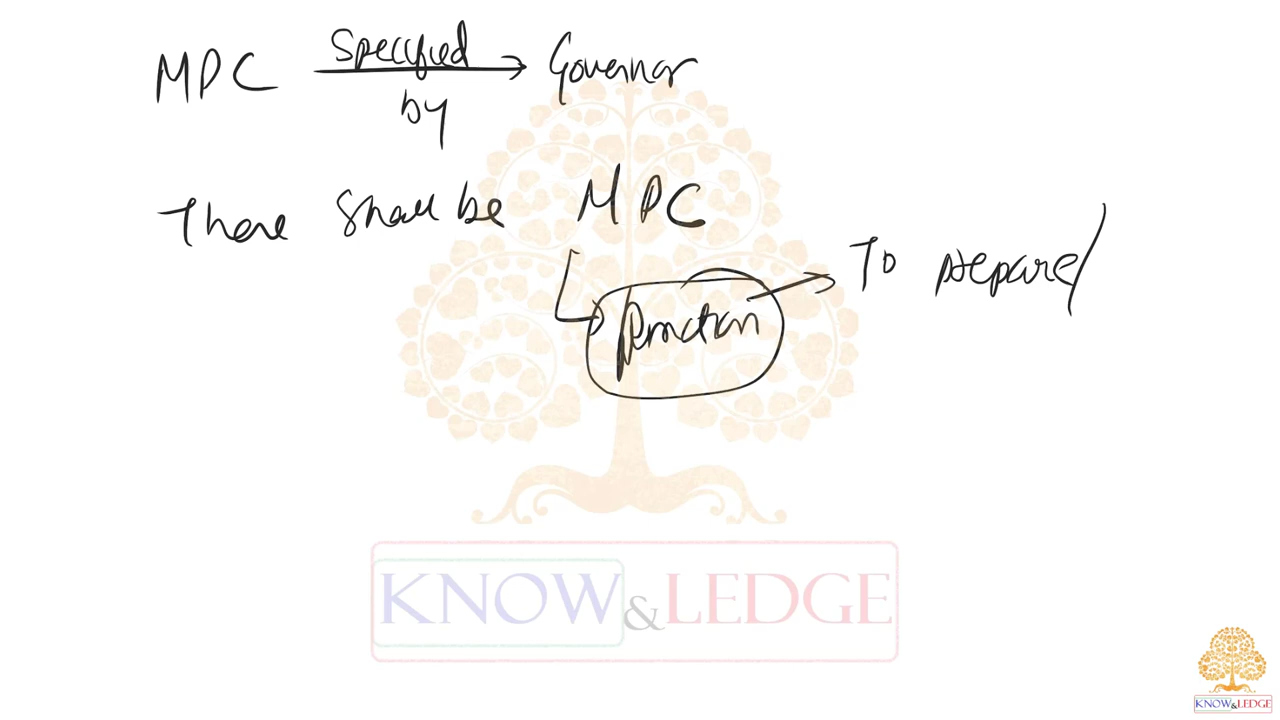 MPC Specified by → Governor
There shall be MPC
Function → To prepare/
KNOW&LEDGE
KNOW&LEDGE